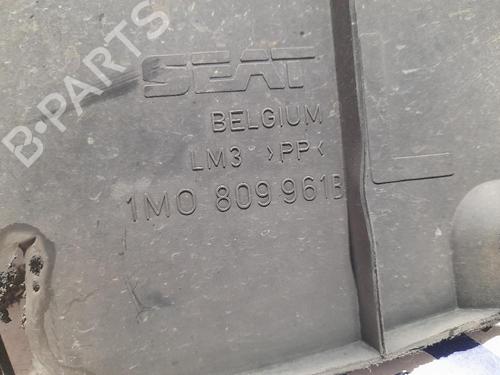 B-PARTS
SEAT
BELGIUM
LM3 >PP<
1M0 809 961B